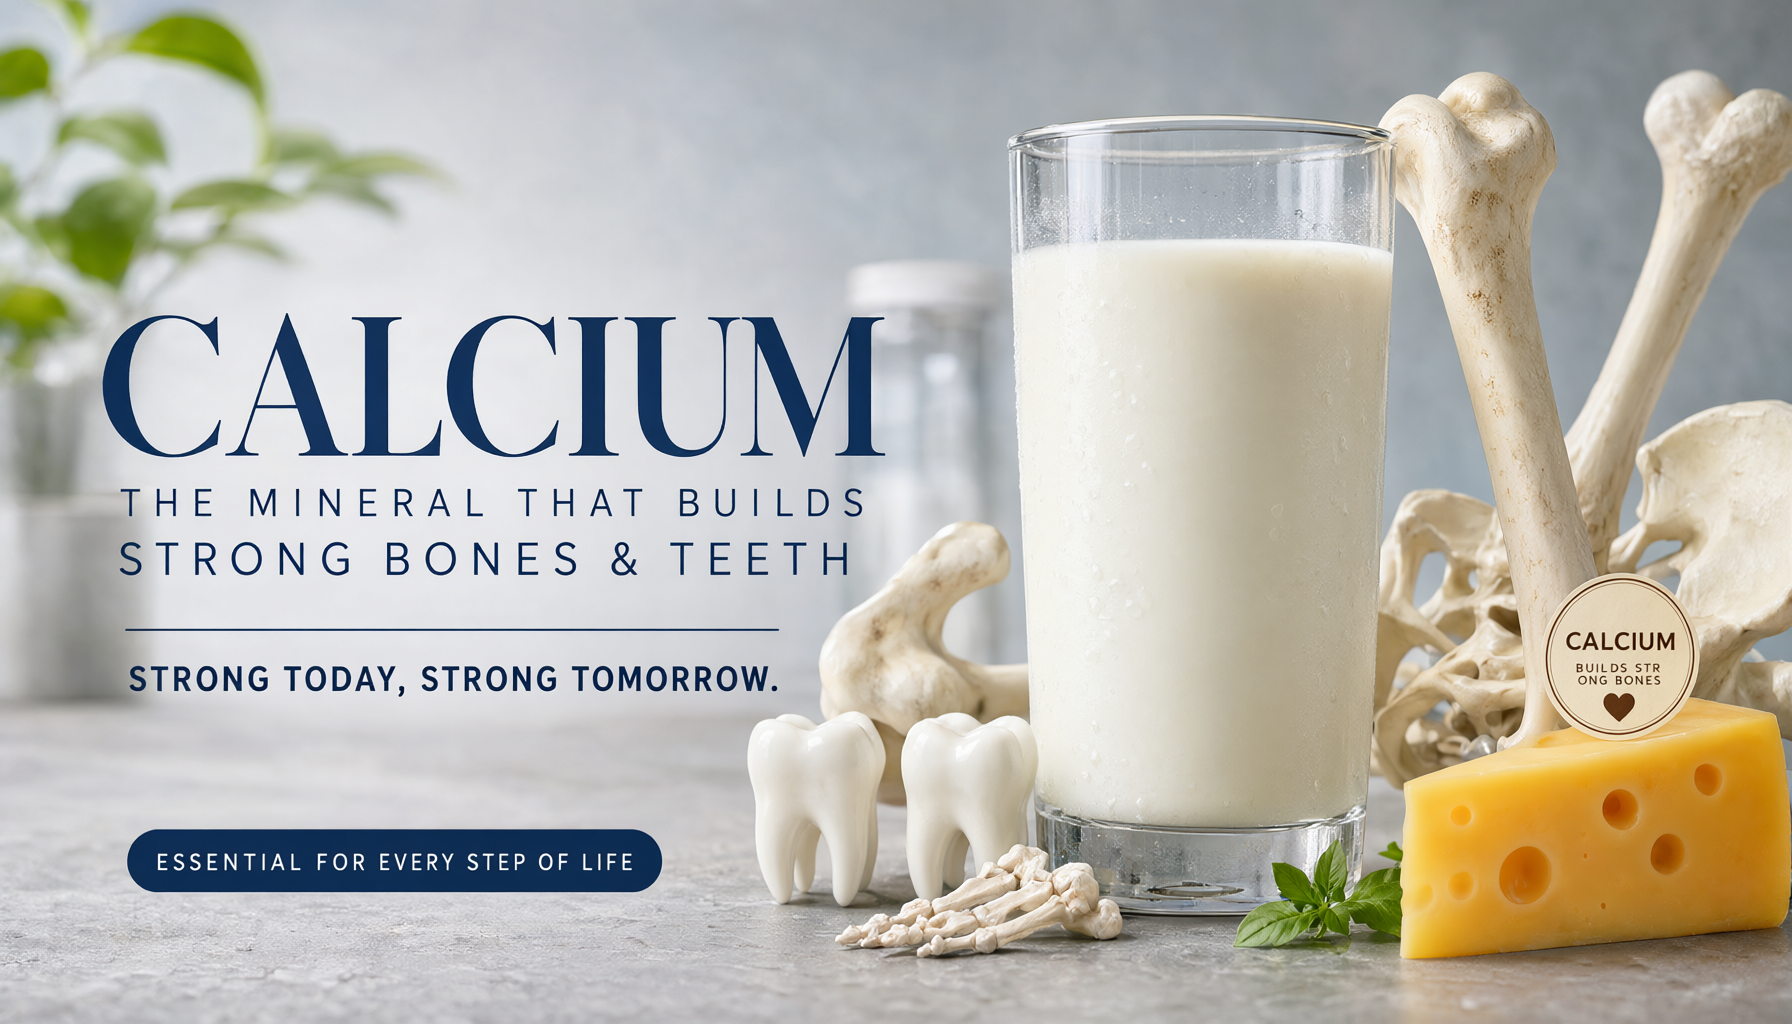 CALCIUM
THE MINERAL THAT BUILDS
STRONG BONES & TEETH
STRONG TODAY, STRONG TOMORROW.
ESSENTIAL FOR EVERY STEP OF LIFE
CALCIUM
BUILDS STR
ONG BONES